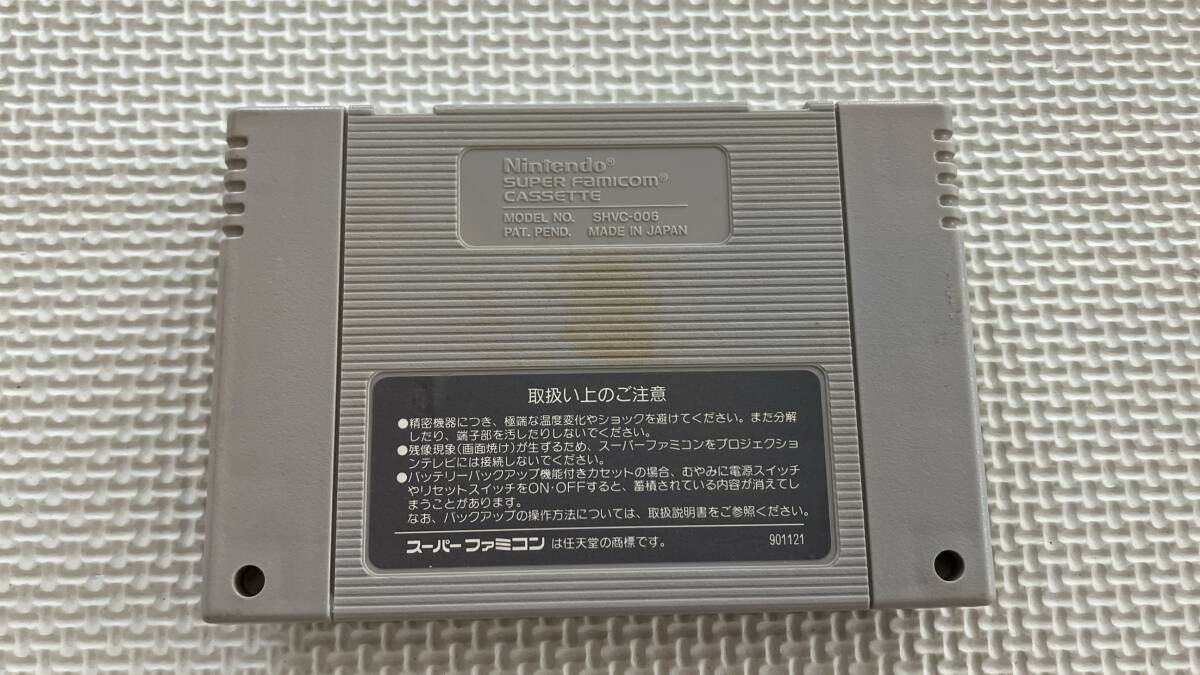 Nintendo®
SUPER FAMICOM®
CASSETTE
MODEL NO. SHVC-006
PAT. PEND. MADE IN JAPAN
取扱い上のご注意
●精密機器につき、極端な温度変化やショックを避けてください。また分解
したり、端子部を汚したりしないでください。
●残像現象(画面焼け)が生ずるため、スーパーファミコンをプロジェクショ
ンテレビには接続しないでください。
●バッテリーバックアップ機能付きカセットの場合、むやみに電源スイッチ
やリセットスイッチをON・OFFすると、蓄積されている内容が消えてし
まうことがあります。
なお、バックアップの操作方法については、取扱説明書をご参照ください。
スーパーファミコン は任天堂の商標です。 901121